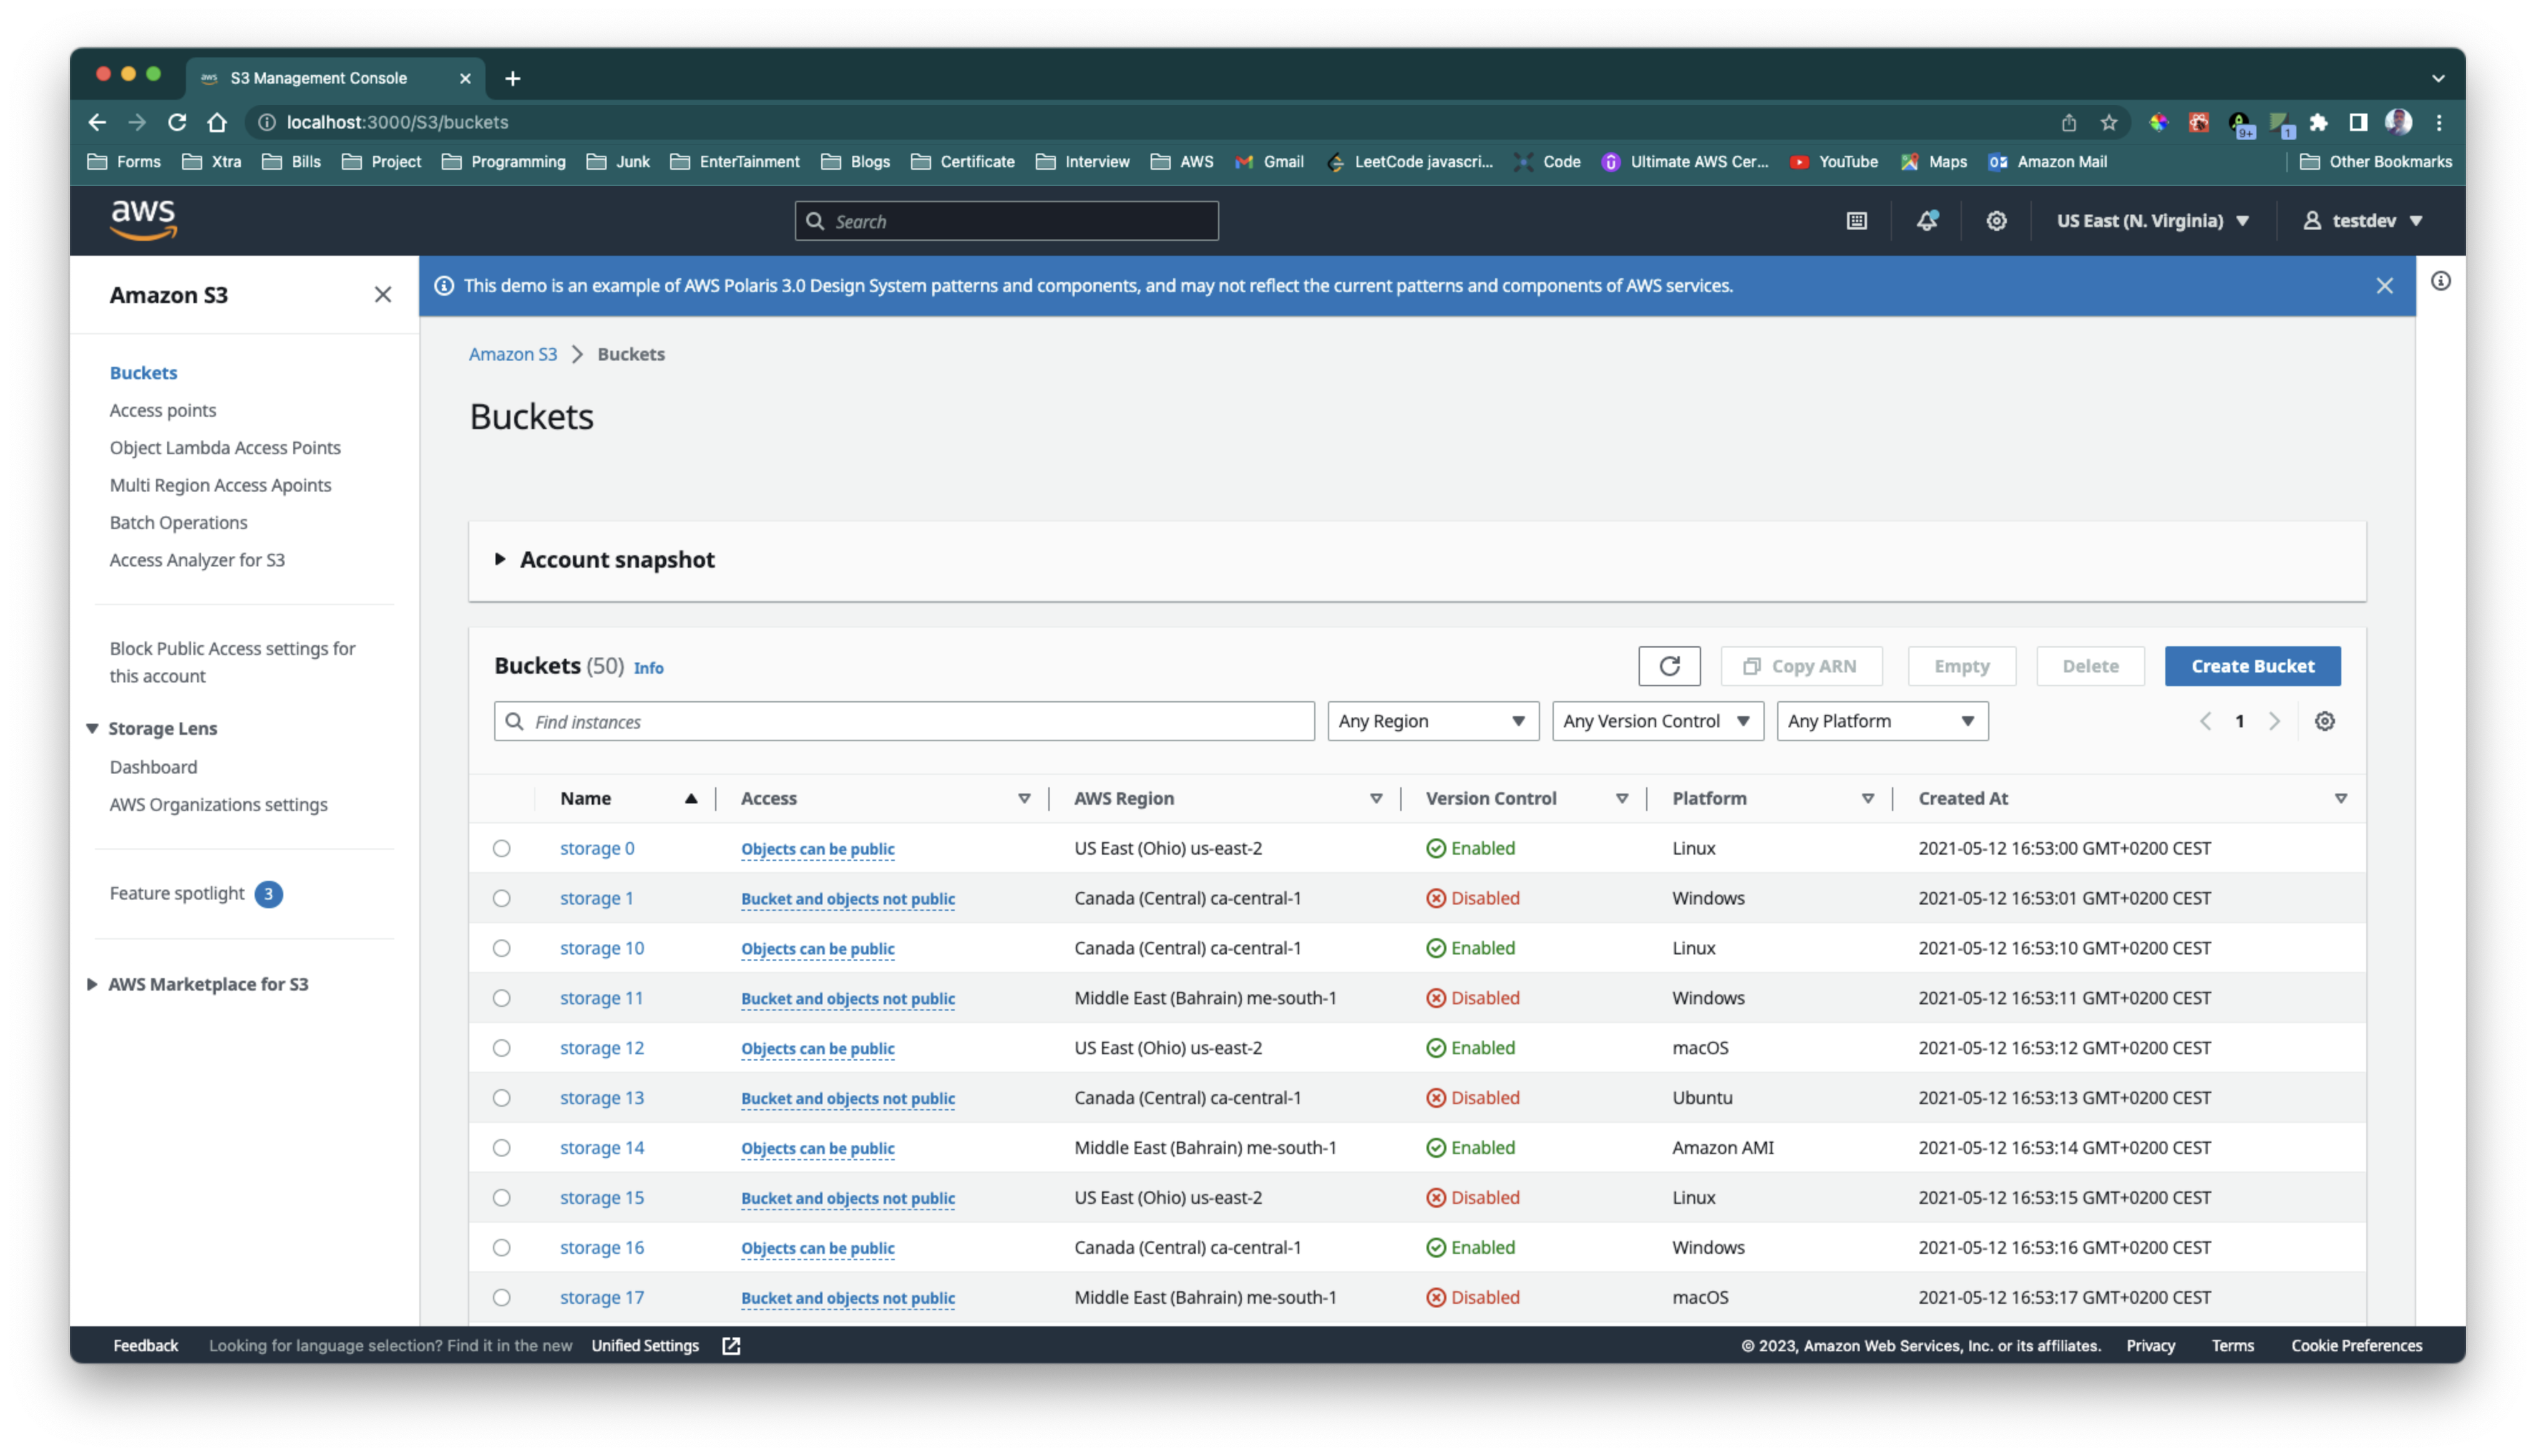 aws S3 Management Console
localhost:3000/S3/buckets
9+ 1
Forms Xtra Bills Project Programming Junk EnterTainment Blogs Certificate Interview AWS Gmail LeetCode javascri... Code Ultimate AWS Cer... YouTube Maps Amazon Mail Other Bookmarks
aws Search US East (N. Virginia) testdev
Amazon S3
This demo is an example of AWS Polaris 3.0 Design System patterns and components, and may not reflect the current patterns and components of AWS services.
Buckets
Access points
Object Lambda Access Points
Multi Region Access Apoints
Batch Operations
Access Analyzer for S3
Block Public Access settings for
this account
Storage Lens
Dashboard
AWS Organizations settings
Feature spotlight 3
AWS Marketplace for S3
Amazon S3 Buckets
Buckets
Account snapshot
Buckets (50) Info Copy ARN Empty Delete Create Bucket
Find instances Any Region Any Version Control Any Platform 1
Name Access AWS Region Version Control Platform Created At
storage 0 Objects can be public US East (Ohio) us-east-2 Enabled Linux 2021-05-12 16:53:00 GMT+0200 CEST
storage 1 Bucket and objects not public Canada (Central) ca-central-1 Disabled Windows 2021-05-12 16:53:01 GMT+0200 CEST
storage 10 Objects can be public Canada (Central) ca-central-1 Enabled Linux 2021-05-12 16:53:10 GMT+0200 CEST
storage 11 Bucket and objects not public Middle East (Bahrain) me-south-1 Disabled Windows 2021-05-12 16:53:11 GMT+0200 CEST
storage 12 Objects can be public US East (Ohio) us-east-2 Enabled macOS 2021-05-12 16:53:12 GMT+0200 CEST
storage 13 Bucket and objects not public Canada (Central) ca-central-1 Disabled Ubuntu 2021-05-12 16:53:13 GMT+0200 CEST
storage 14 Objects can be public Middle East (Bahrain) me-south-1 Enabled Amazon AMI 2021-05-12 16:53:14 GMT+0200 CEST
storage 15 Bucket and objects not public US East (Ohio) us-east-2 Disabled Linux 2021-05-12 16:53:15 GMT+0200 CEST
storage 16 Objects can be public Canada (Central) ca-central-1 Enabled Windows 2021-05-12 16:53:16 GMT+0200 CEST
storage 17 Bucket and objects not public Middle East (Bahrain) me-south-1 Disabled macOS 2021-05-12 16:53:17 GMT+0200 CEST
Feedback Looking for language selection? Find it in the new Unified Settings © 2023, Amazon Web Services, Inc. or its affiliates. Privacy Terms Cookie Preferences